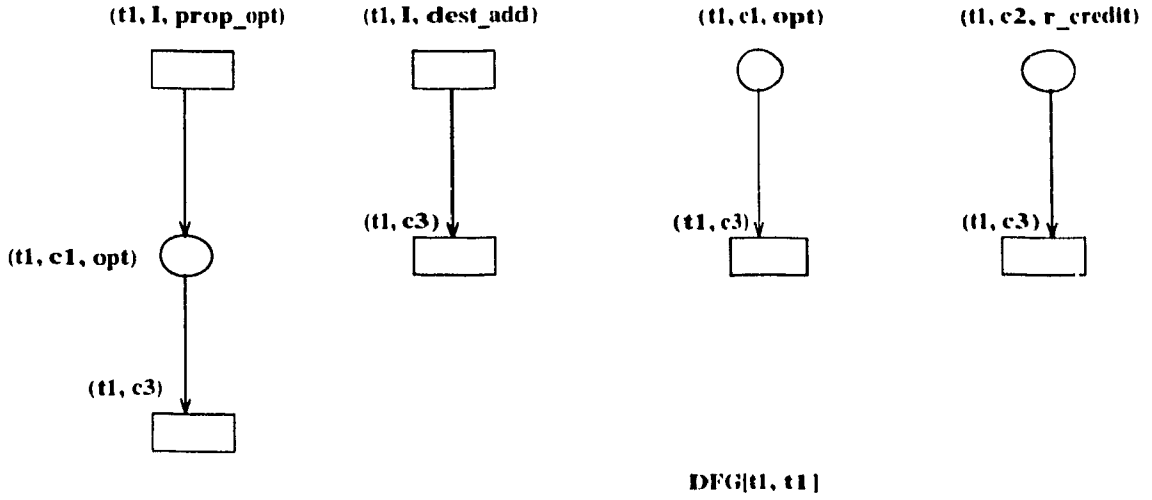 (t1, I, prop_opt)
(t1, I, dest_add)
(t1, c1, opt)
(t1, c2, r_credit)
(t1, c3)
(t1, c3)
(t1, c3)
(t1, c1, opt)
(t1, c3)
DFG[t1, t1]